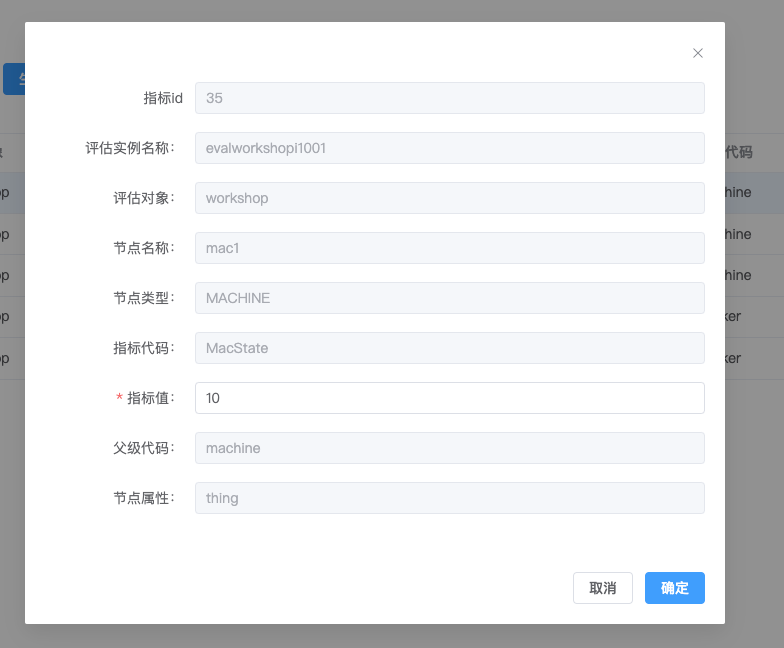 指标id
35
评估实例名称：
evalworkshopi1001
评估对象：
workshop
节点名称：
mac1
节点类型：
MACHINE
指标代码：
MacState
* 指标值：
10
父级代码：
machine
节点属性：
thing
取消
确定
代码